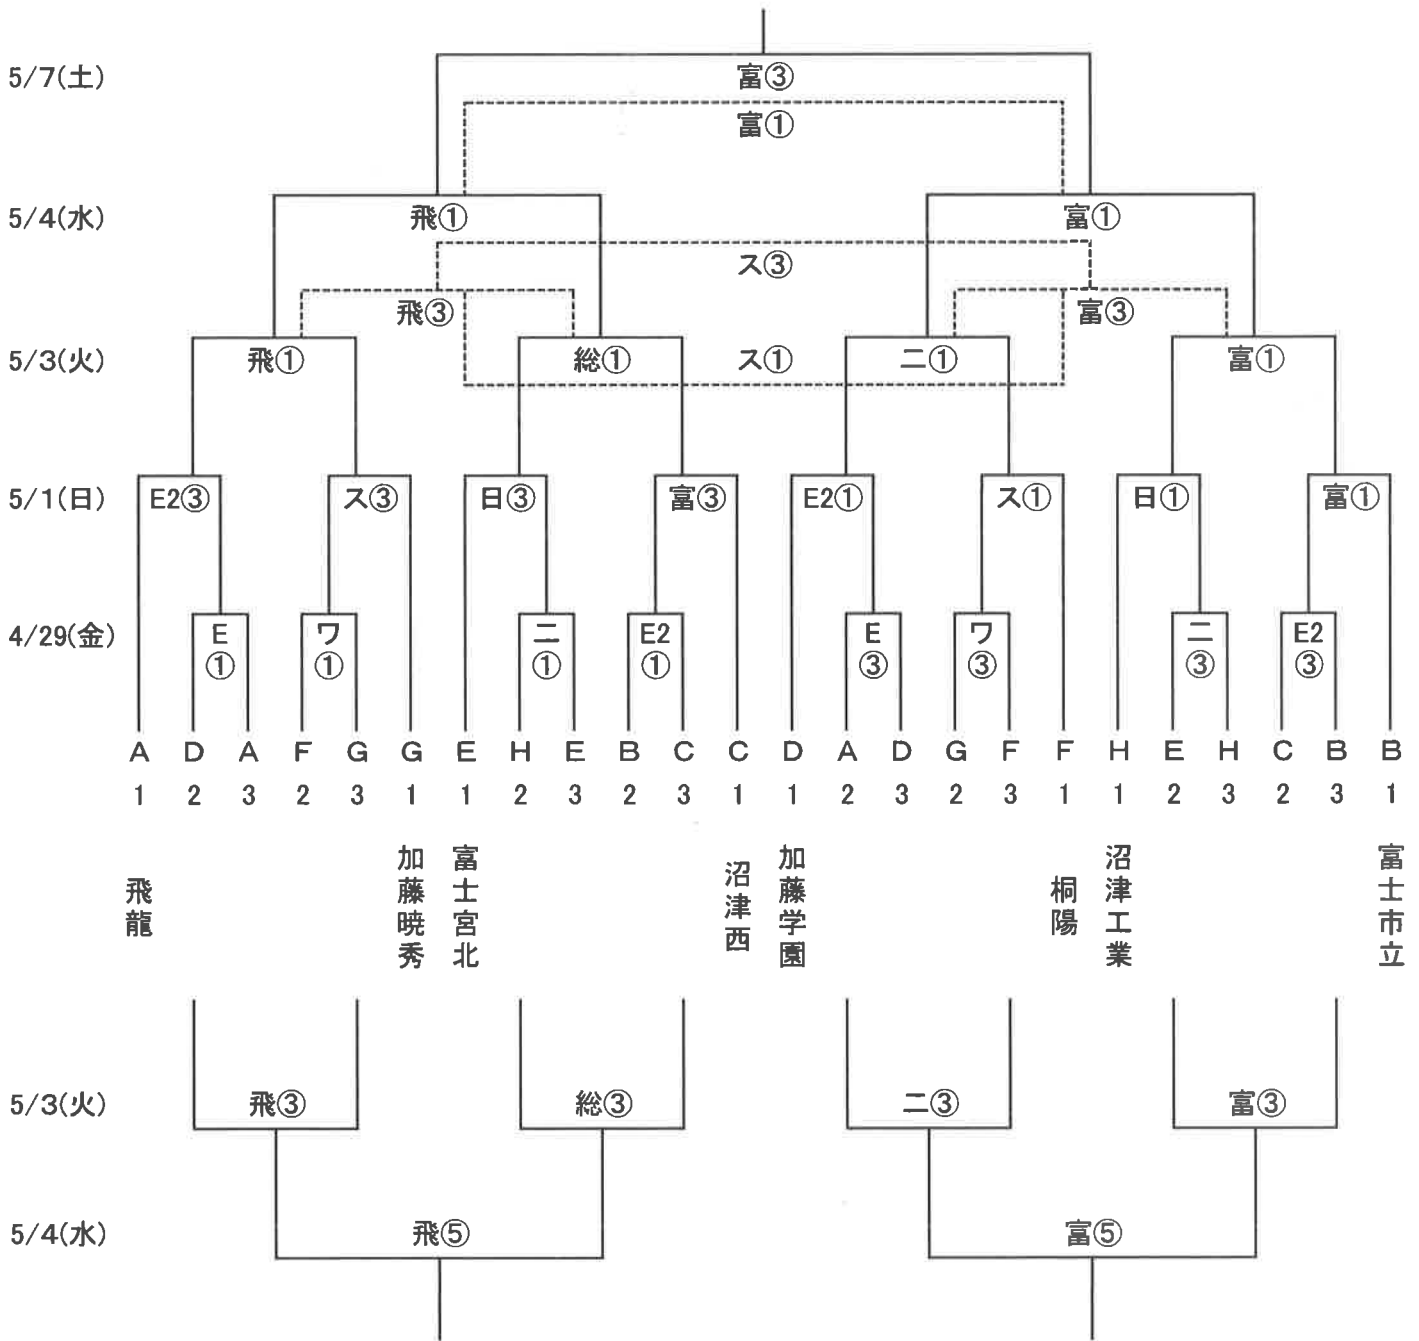 5/7(土) 富③
富①
5/4(水) 飛① 富①
ス③
飛③ 富③
5/3(火) 飛① 総① ス① 二① 富①
5/1(日) E2③ ス③ 日③ 富③ E2① ス① 日① 富①
4/29(金) E ワ 二 E2 E ワ 二 E2
① ① ① ① ③ ③ ③ ③
A D A F G G E H E B C C D A D G F F H E H C B B
1 2 3 2 3 1 1 2 3 2 3 1 1 2 3 2 3 1 1 2 3 2 3 1
飛龍
加藤暁秀
富士宮北
沼津西
加藤学園
桐陽
沼津工業
富士市立
5/3(火) 飛③ 総③ 二③ 富③
5/4(水) 飛⑤ 富⑤